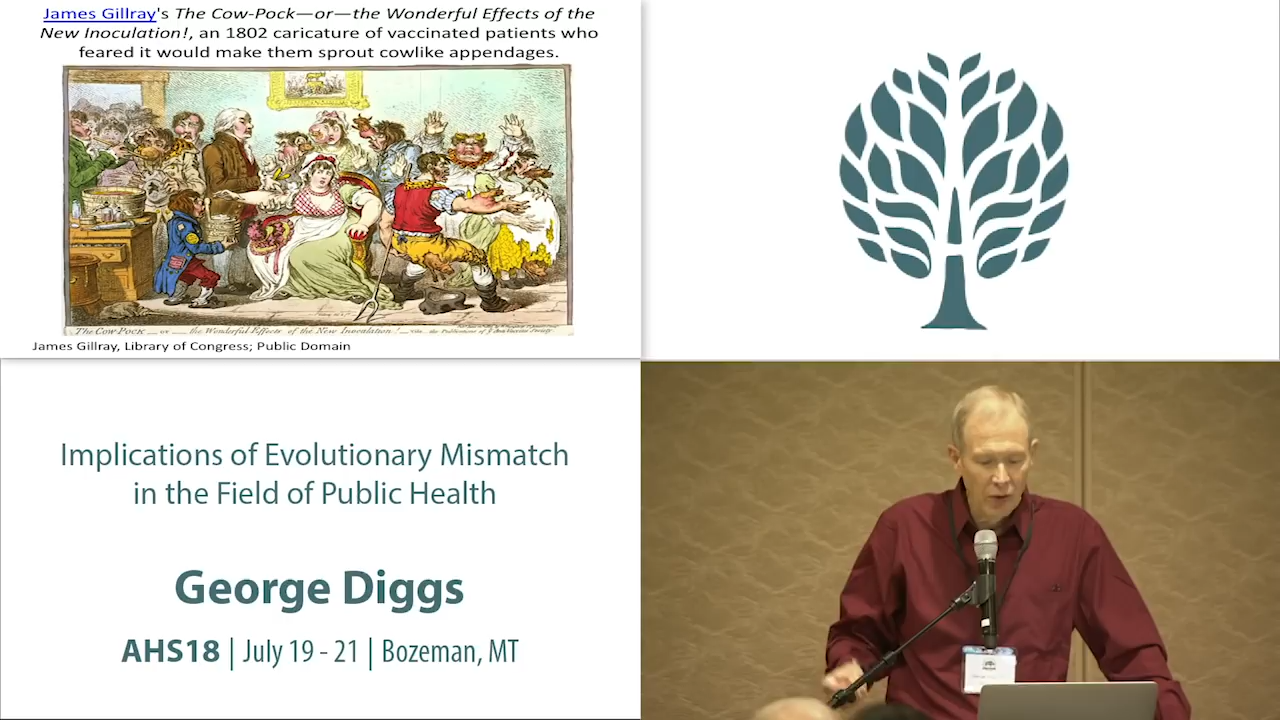 James Gillray's The Cow-Pock—or—the Wonderful Effects of the
New Inoculation!, an 1802 caricature of vaccinated patients who
feared it would make them sprout cowlike appendages.
The Cow-Pock — or — the Wonderful Effects of the New Inoculation!
James Gillray, Library of Congress; Public Domain
Implications of Evolutionary Mismatch
in the Field of Public Health
George Diggs
AHS18 | July 19 - 21 | Bozeman, MT